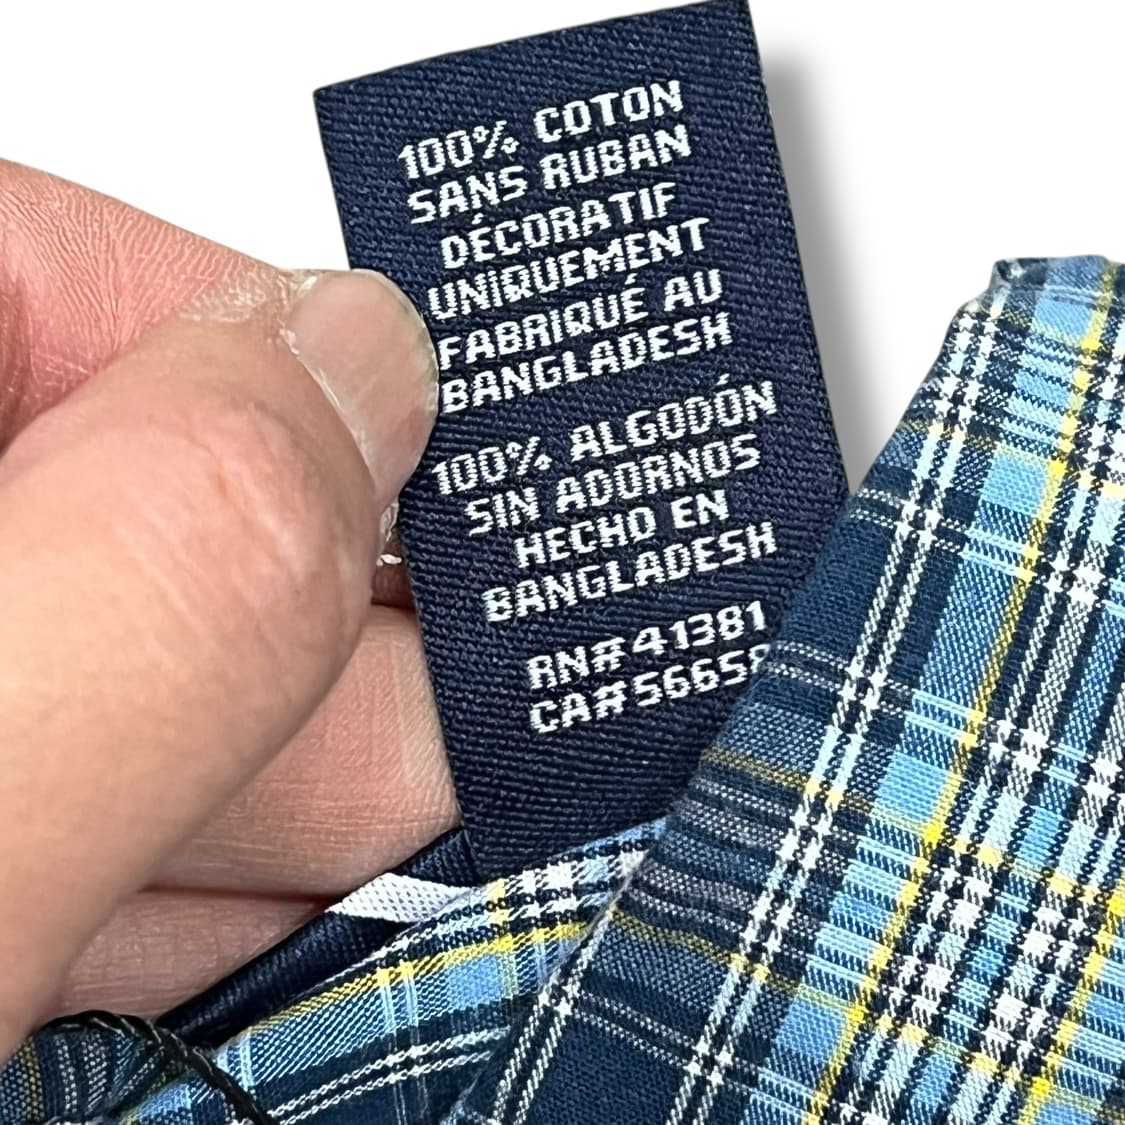 100% COTON
SANS RUBAN
DÉCORATIF
UNIQUEMENT
FABRIQUÉ AU
BANGLADESH
100% ALGODÓN
SIN ADORNOS
HECHO EN
BANGLADESH
RN# 41381
CA#